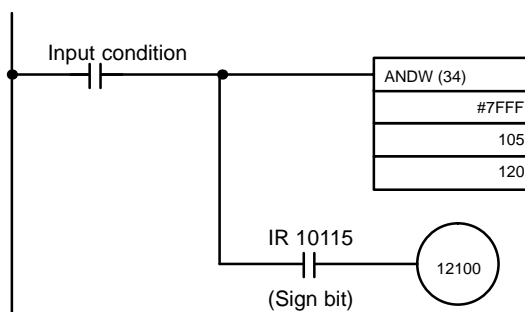 Input condition
ANDW (34)
#7FFF
105
120
IR 10115
(Sign bit)
12100